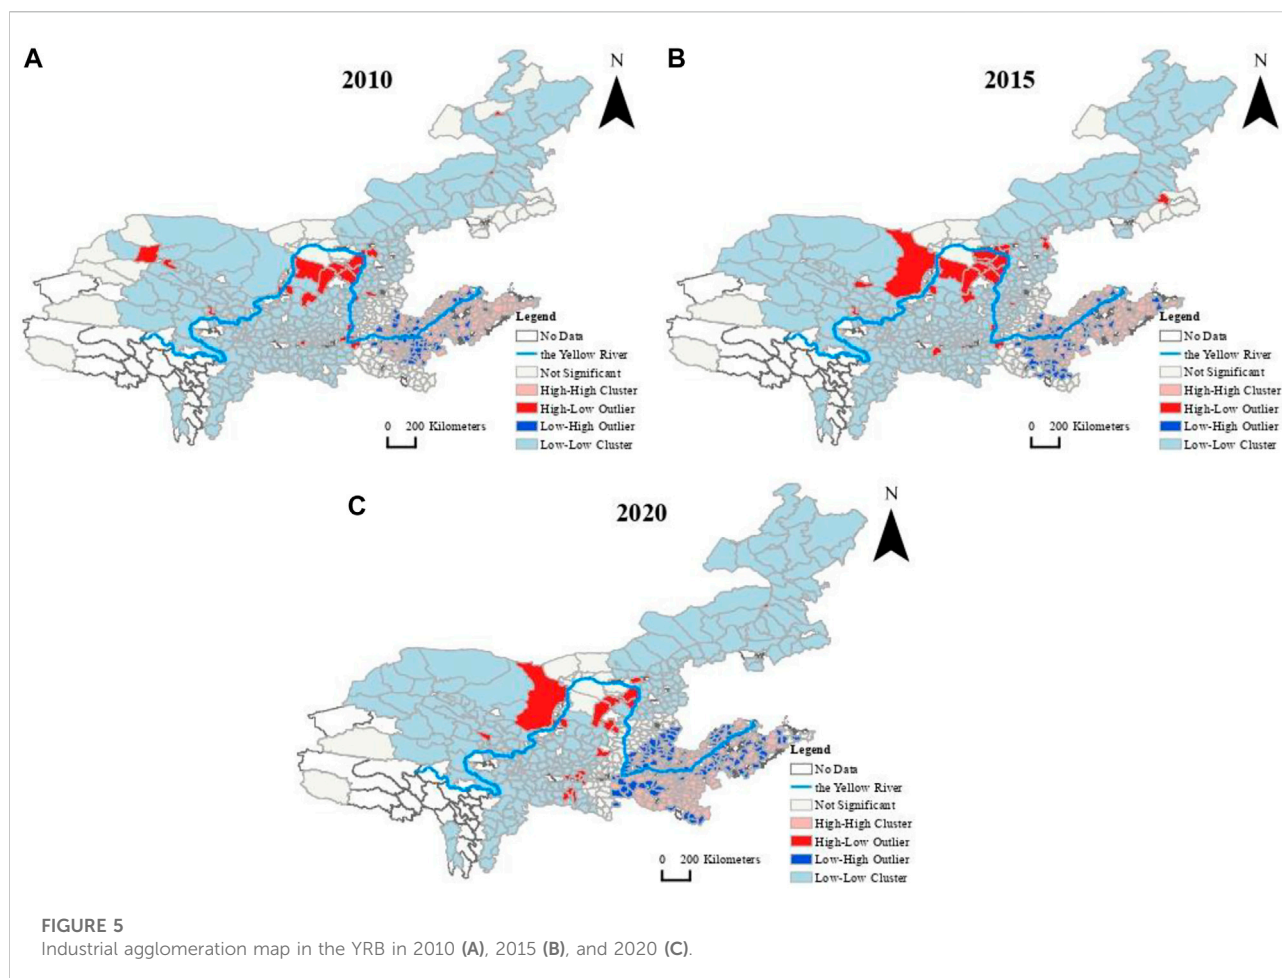 A
2010
N
Legend
No Data
the Yellow River
Not Significant
High-High Cluster
High-Low Outlier
Low-High Outlier
Low-Low Cluster
0 200 Kilometers
B
2015
N
Legend
No Data
the Yellow River
Not Significant
High-High Cluster
High-Low Outlier
Low-High Outlier
Low-Low Cluster
0 200 Kilometers
C
2020
N
Legend
No Data
the Yellow River
Not Significant
High-High Cluster
High-Low Outlier
Low-High Outlier
Low-Low Cluster
0 200 Kilometers
FIGURE 5
Industrial agglomeration map in the YRB in 2010 (A), 2015 (B), and 2020 (C).